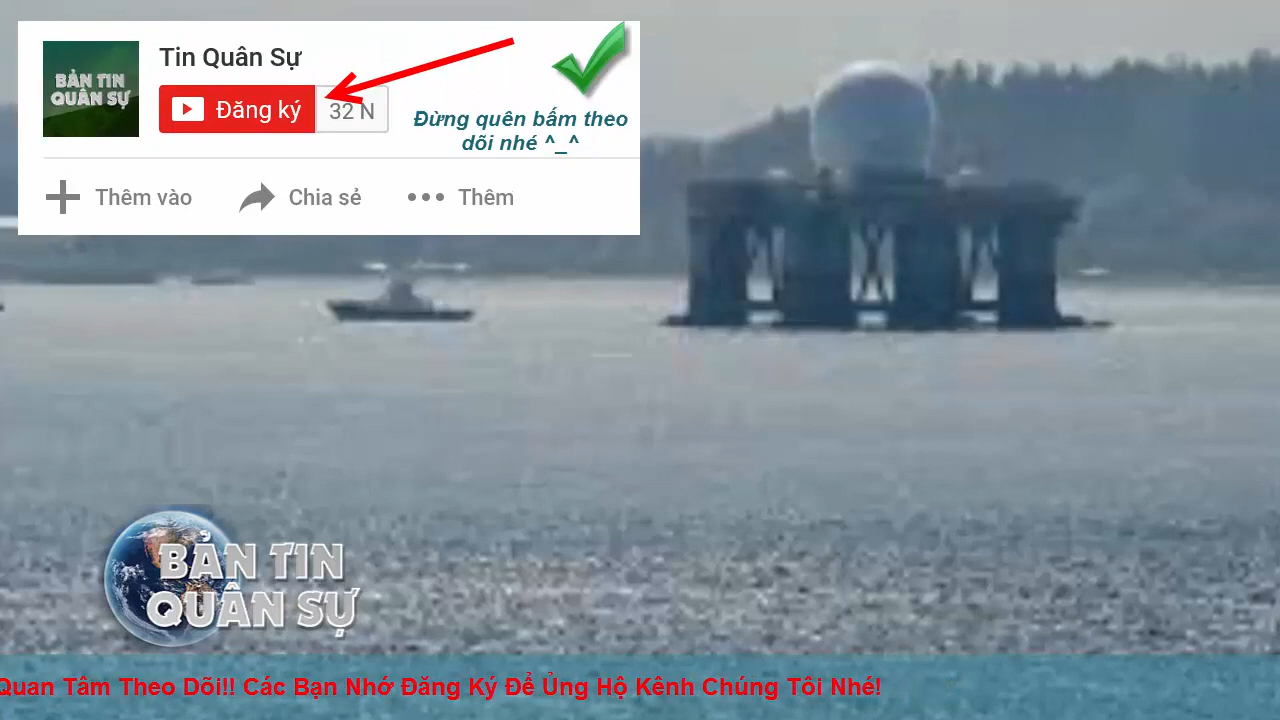 Tin Quân Sự
BẢN TIN
QUÂN SỰ
Đăng ký
32 N
Đừng quên bấm theo
dõi nhé ^_^
Thêm vào
Chia sẻ
Thêm
BẢN TIN
QUÂN SỰ
Quan Tâm Theo Dõi!! Các Bạn Nhớ Đăng Ký Để Ủng Hộ Kênh Chúng Tôi Nhé!